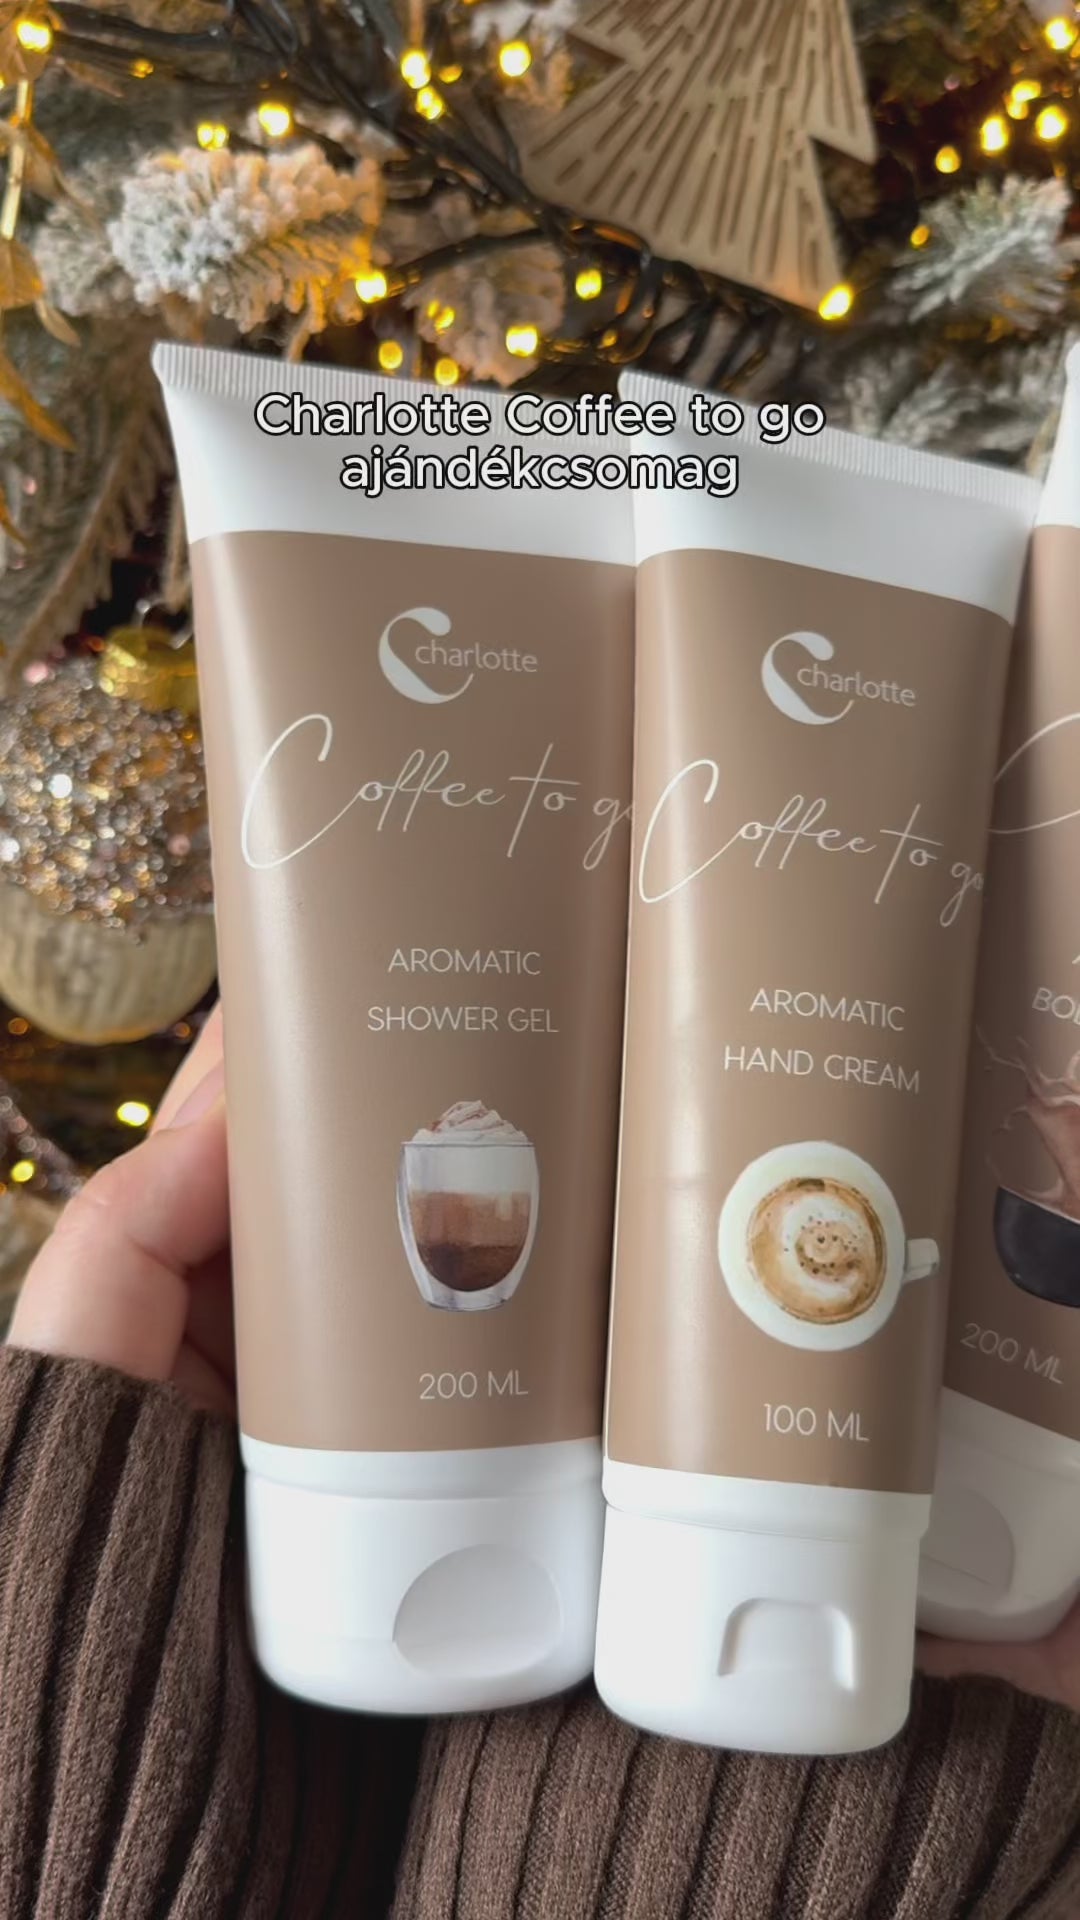 Charlotte Coffee to go
ajándékcsomag
charlotte
Coffee to go
AROMATIC
SHOWER GEL
200 ML
charlotte
Coffee to go
AROMATIC
HAND CREAM
100 ML
200 ML